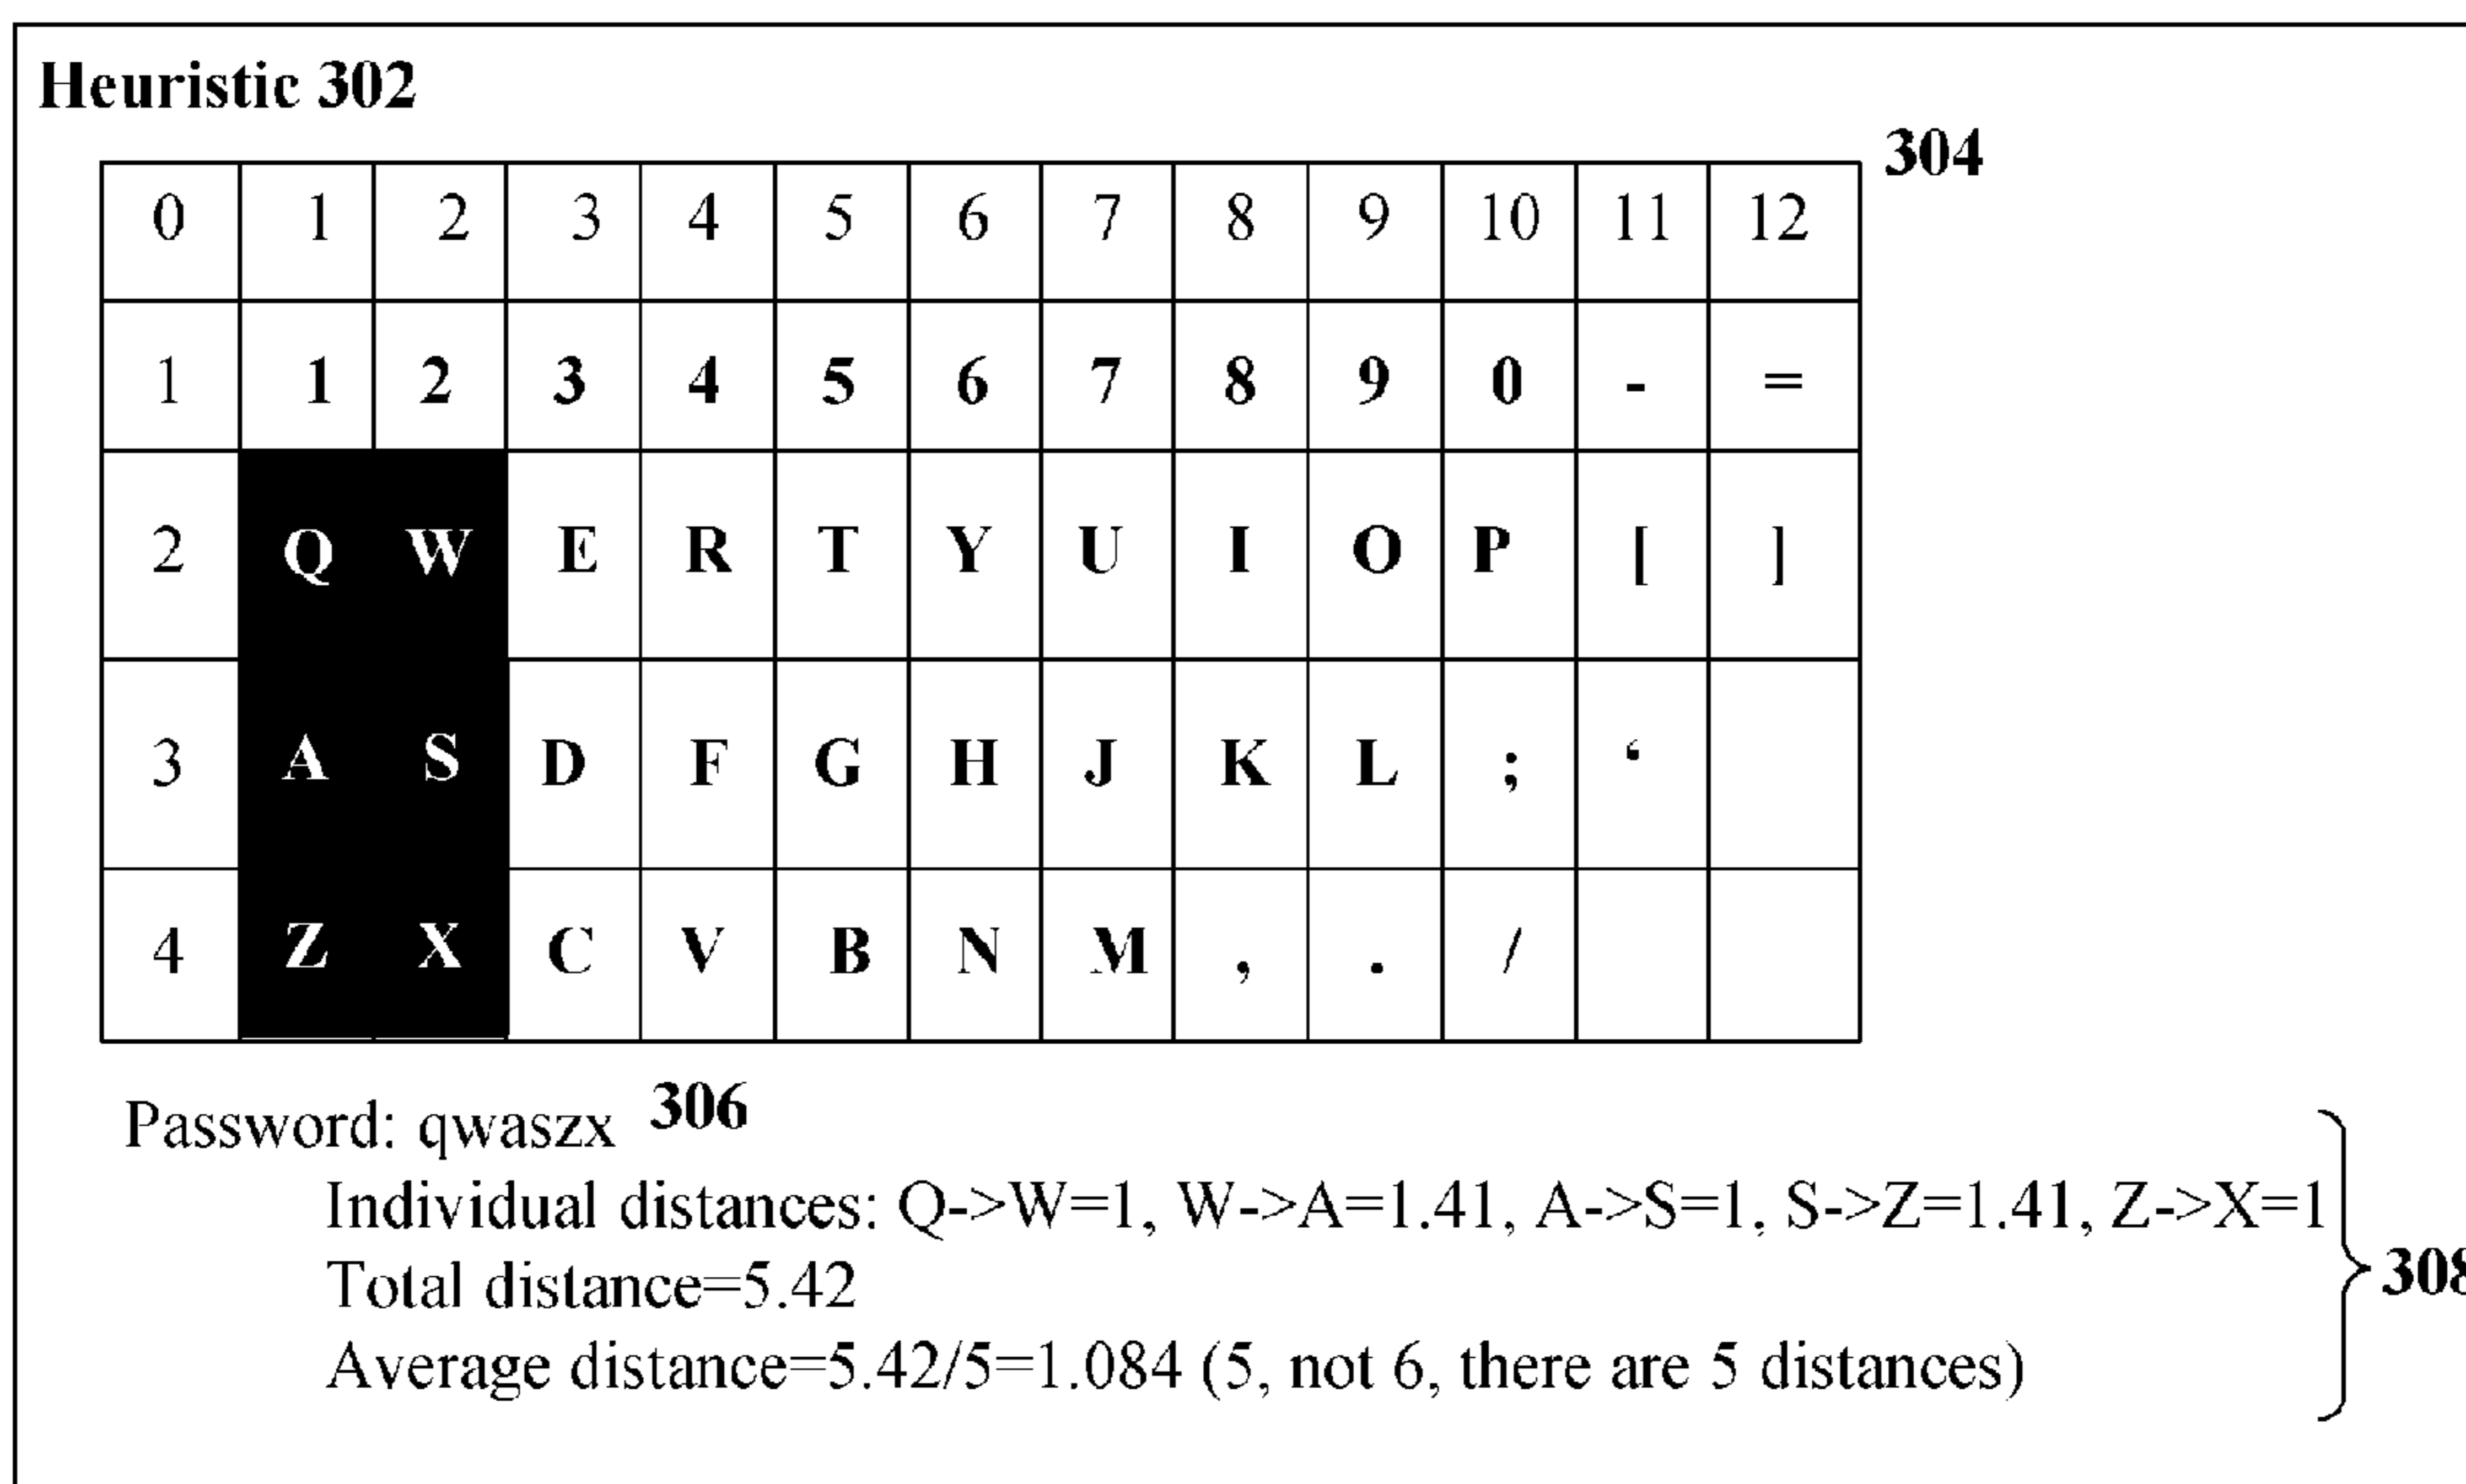 Heuristic 302
304
0 1 2 3 4 5 6 7 8 9 10 11 12
1 1 2 3 4 5 6 7 8 9 0 - =
2 Q W E R T Y U I O P [ ]
3 A S D F G H J K L ; ‘
4 Z X C V B N M , . /
Password: qwaszx 306
Individual distances: Q->W=1, W->A=1.41, A->S=1, S->Z=1.41, Z->X=1
Total distance=5.42
308
Average distance=5.42/5=1.084 (5, not 6, there are 5 distances)